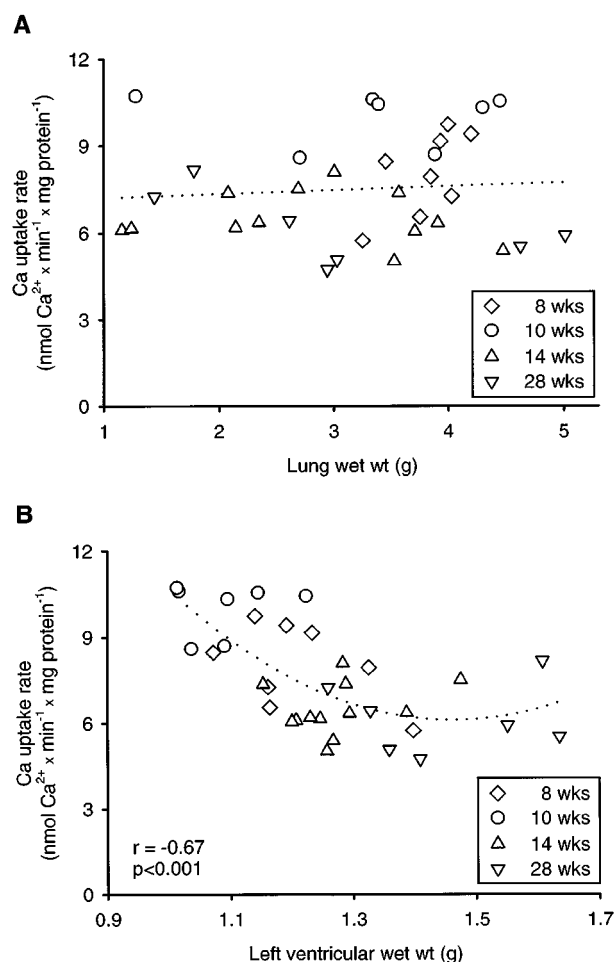 A
Ca uptake rate
(nmol Ca²⁺ x min⁻¹ x mg protein⁻¹)
12
9
6
3
0
8 wks
10 wks
14 wks
28 wks
1 2 3 4 5
Lung wet wt (g)
B
Ca uptake rate
(nmol Ca²⁺ x min⁻¹ x mg protein⁻¹)
12
9
6
3
0
r = -0.67
p<0.001
8 wks
10 wks
14 wks
28 wks
0.9 1.1 1.3 1.5 1.7
Left ventricular wet wt (g)